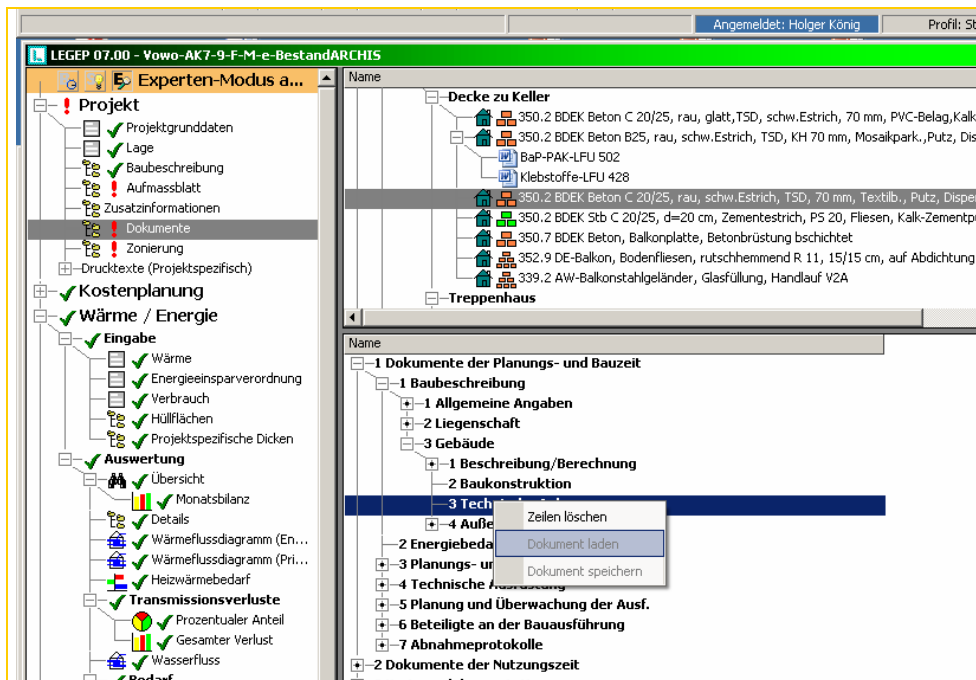 Angemeldet: Holger König
Profil: St
LEGEP 07.00 - Vowo-AK7-9-F-M-e-BestandARCHIS
Experten-Modus a...
Projekt
Projektgrunddaten
Lage
Baubeschreibung
Aufmassblatt
Zusatzinformationen
Dokumente
Zonierung
Drucktexte (Projektspezifisch)
Kostenplanung
Wärme / Energie
Eingabe
Wärme
Energieeinsparverordnung
Verbrauch
Hüllflächen
Projektspezifische Dicken
Auswertung
Übersicht
Monatsbilanz
Details
Wärmeflussdiagramm (En...
Wärmeflussdiagramm (Pri...
Heizwärmebedarf
Transmissionsverluste
Prozentualer Anteil
Gesamter Verlust
Wasserfluss
Bedarf
Name
Decke zu Keller
350.2 BDEK Beton C 20/25, rau, glatt,TSD, schw.Estrich, 70 mm, PVC-Belag,Kalk
350.2 BDEK Beton B25, rau, schw.Estrich, TSD, KH 70 mm, Mosaikpark.,Putz, Dis
BaP-PAK-LFU 502
Klebstoffe-LFU 428
350.2 BDEK Beton C 20/25, rau, schw.Estrich, TSD, 70 mm, Textilb., Putz, Disper
350.2 BDEK Stb C 20/25, d=20 cm, Zementestrich, PS 20, Fliesen, Kalk-Zementpu
350.7 BDEK Beton, Balkonplatte, Betonbrüstung bschichtet
352.9 DE-Balkon, Bodenfliesen, rutschhemmend R 11, 15/15 cm, auf Abdichtung
339.2 AW-Balkonstahlgeländer, Glasfüllung, Handlauf V2A
Treppenhaus
Name
1 Dokumente der Planungs- und Bauzeit
1 Baubeschreibung
1 Allgemeine Angaben
2 Liegenschaft
3 Gebäude
1 Beschreibung/Berechnung
2 Baukonstruktion
3 Tech
4 Auße
2 Energiebeda
3 Planungs- u
4 Technische Ausrüstung
5 Planung und Überwachung der Ausf.
6 Beteiligte an der Bauausführung
7 Abnahmeprotokolle
2 Dokumente der Nutzungszeit
Zeilen löschen
Dokument laden
Dokument speichern